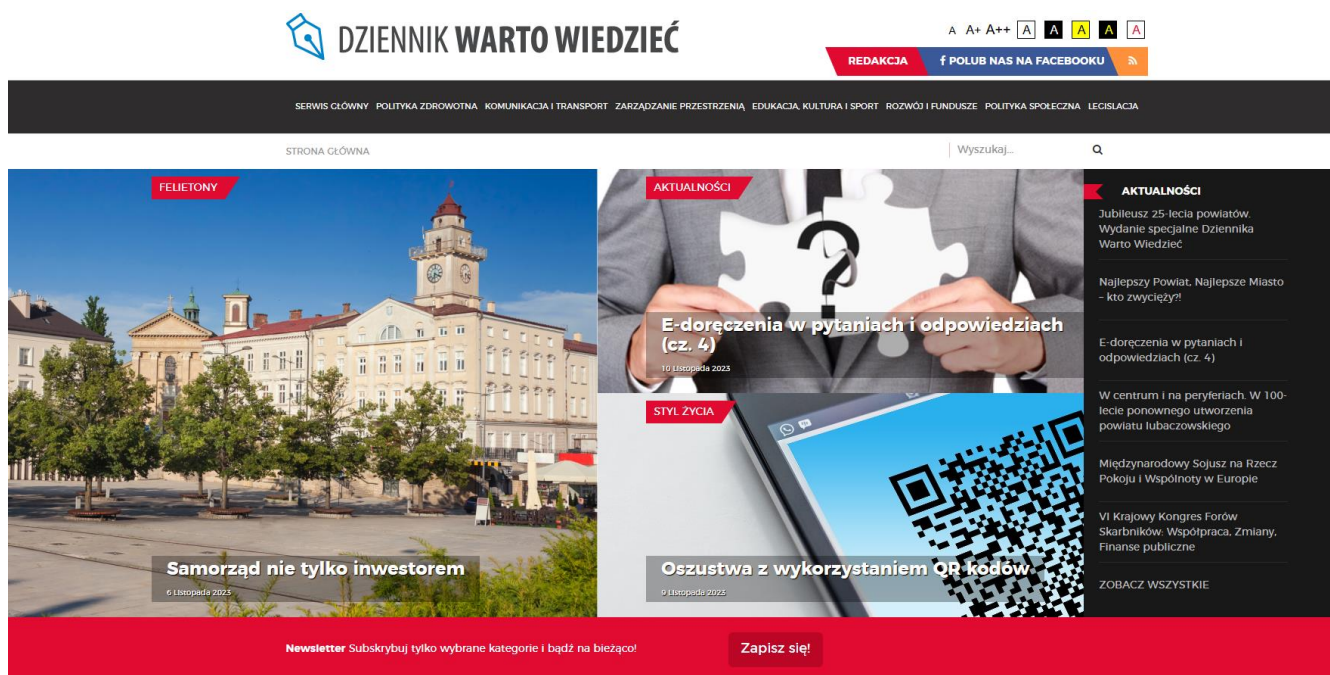 DZIENNIK WARTO WIEDZIEĆ
A A+ A++ A A A A A
REDAKCJA
f POLUB NAS NA FACEBOOKU
SERWIS GŁÓWNY POLITYKA ZDROWOTNA KOMUNIKACJA I TRANSPORT ZARZĄDZANIE PRZESTRZENIĄ EDUKACJA, KULTURA I SPORT ROZWÓJ I FUNDUSZE POLITYKA SPOŁECZNA LEGISLACJA
STRONA GŁÓWNA
Wyszukaj...
FELIETONY
Samorząd nie tylko inwestorem
6 Listopada 2023
AKTUALNOŚCI
?
E-doręczenia w pytaniach i odpowiedziach
(cz. 4)
10 Listopada 2023
STYL ŻYCIA
Oszustwa z wykorzystaniem QR kodów
9 Listopada 2023
AKTUALNOŚCI
Jubileusz 25-lecia powiatów.
Wydanie specjalne Dziennika
Warto Wiedzieć
Najlepszy Powiat, Najlepsze Miasto
– kto zwycięży?!
E-doręczenia w pytaniach i
odpowiedziach (cz. 4)
W centrum i na peryferiach. W 100-
lecie ponownego utworzenia
powiatu lubaczowskiego
Międzynarodowy Sojusz na Rzecz
Pokoju i Wspólnoty w Europie
VI Krajowy Kongres Forów
Skarbników: Współpraca, Zmiany,
Finanse publiczne
ZOBACZ WSZYSTKIE
Newsletter Subskrybuj tylko wybrane kategorie i bądź na bieżąco!
Zapisz się!